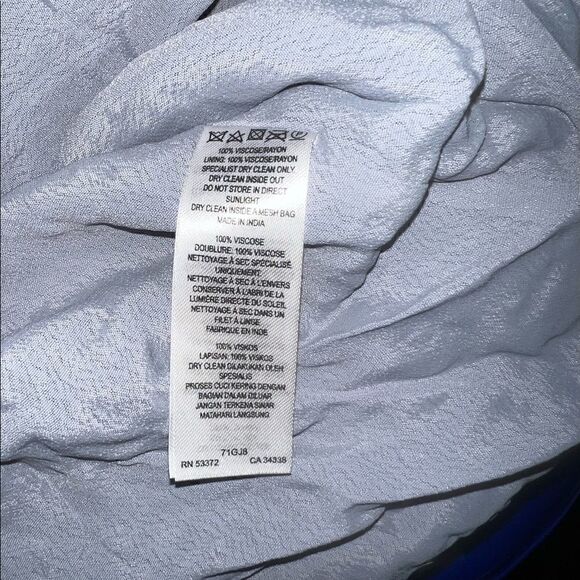 100% VISCOSE/RAYON
LINING: 100% VISCOSE/RAYON
SPECIALIST DRY CLEAN ONLY
DRY CLEAN INSIDE OUT
DO NOT STORE IN DIRECT
SUNLIGHT
DRY CLEAN INSIDE A MESH BAG
MADE IN INDIA
100% VISCOSE
DOUBLURE: 100% VISCOSE
NETTOYAGE À SEC SPÉCIALISÉ
UNIQUEMENT
NETTOYAGE À SEC À L'ENVERS
CONSERVER À L'ABRI DE LA
LUMIÈRE DIRECTE DU SOLEIL
NETTOYAGE À SEC DANS UN
FILET À LINGE
FABRIQUE EN INDE
100% VISKOS
LAPISAN: 100% VISKOS
DRY CLEAN DILAKUKAN OLEH
SPESIALIS
PROSES CUCI KERING DENGAN
BAGIAN DALAM DILUAR
JANGAN TERKENA SINAR
MATAHARI LANGSUNG
71GJ8
RN 53372 CA 34338